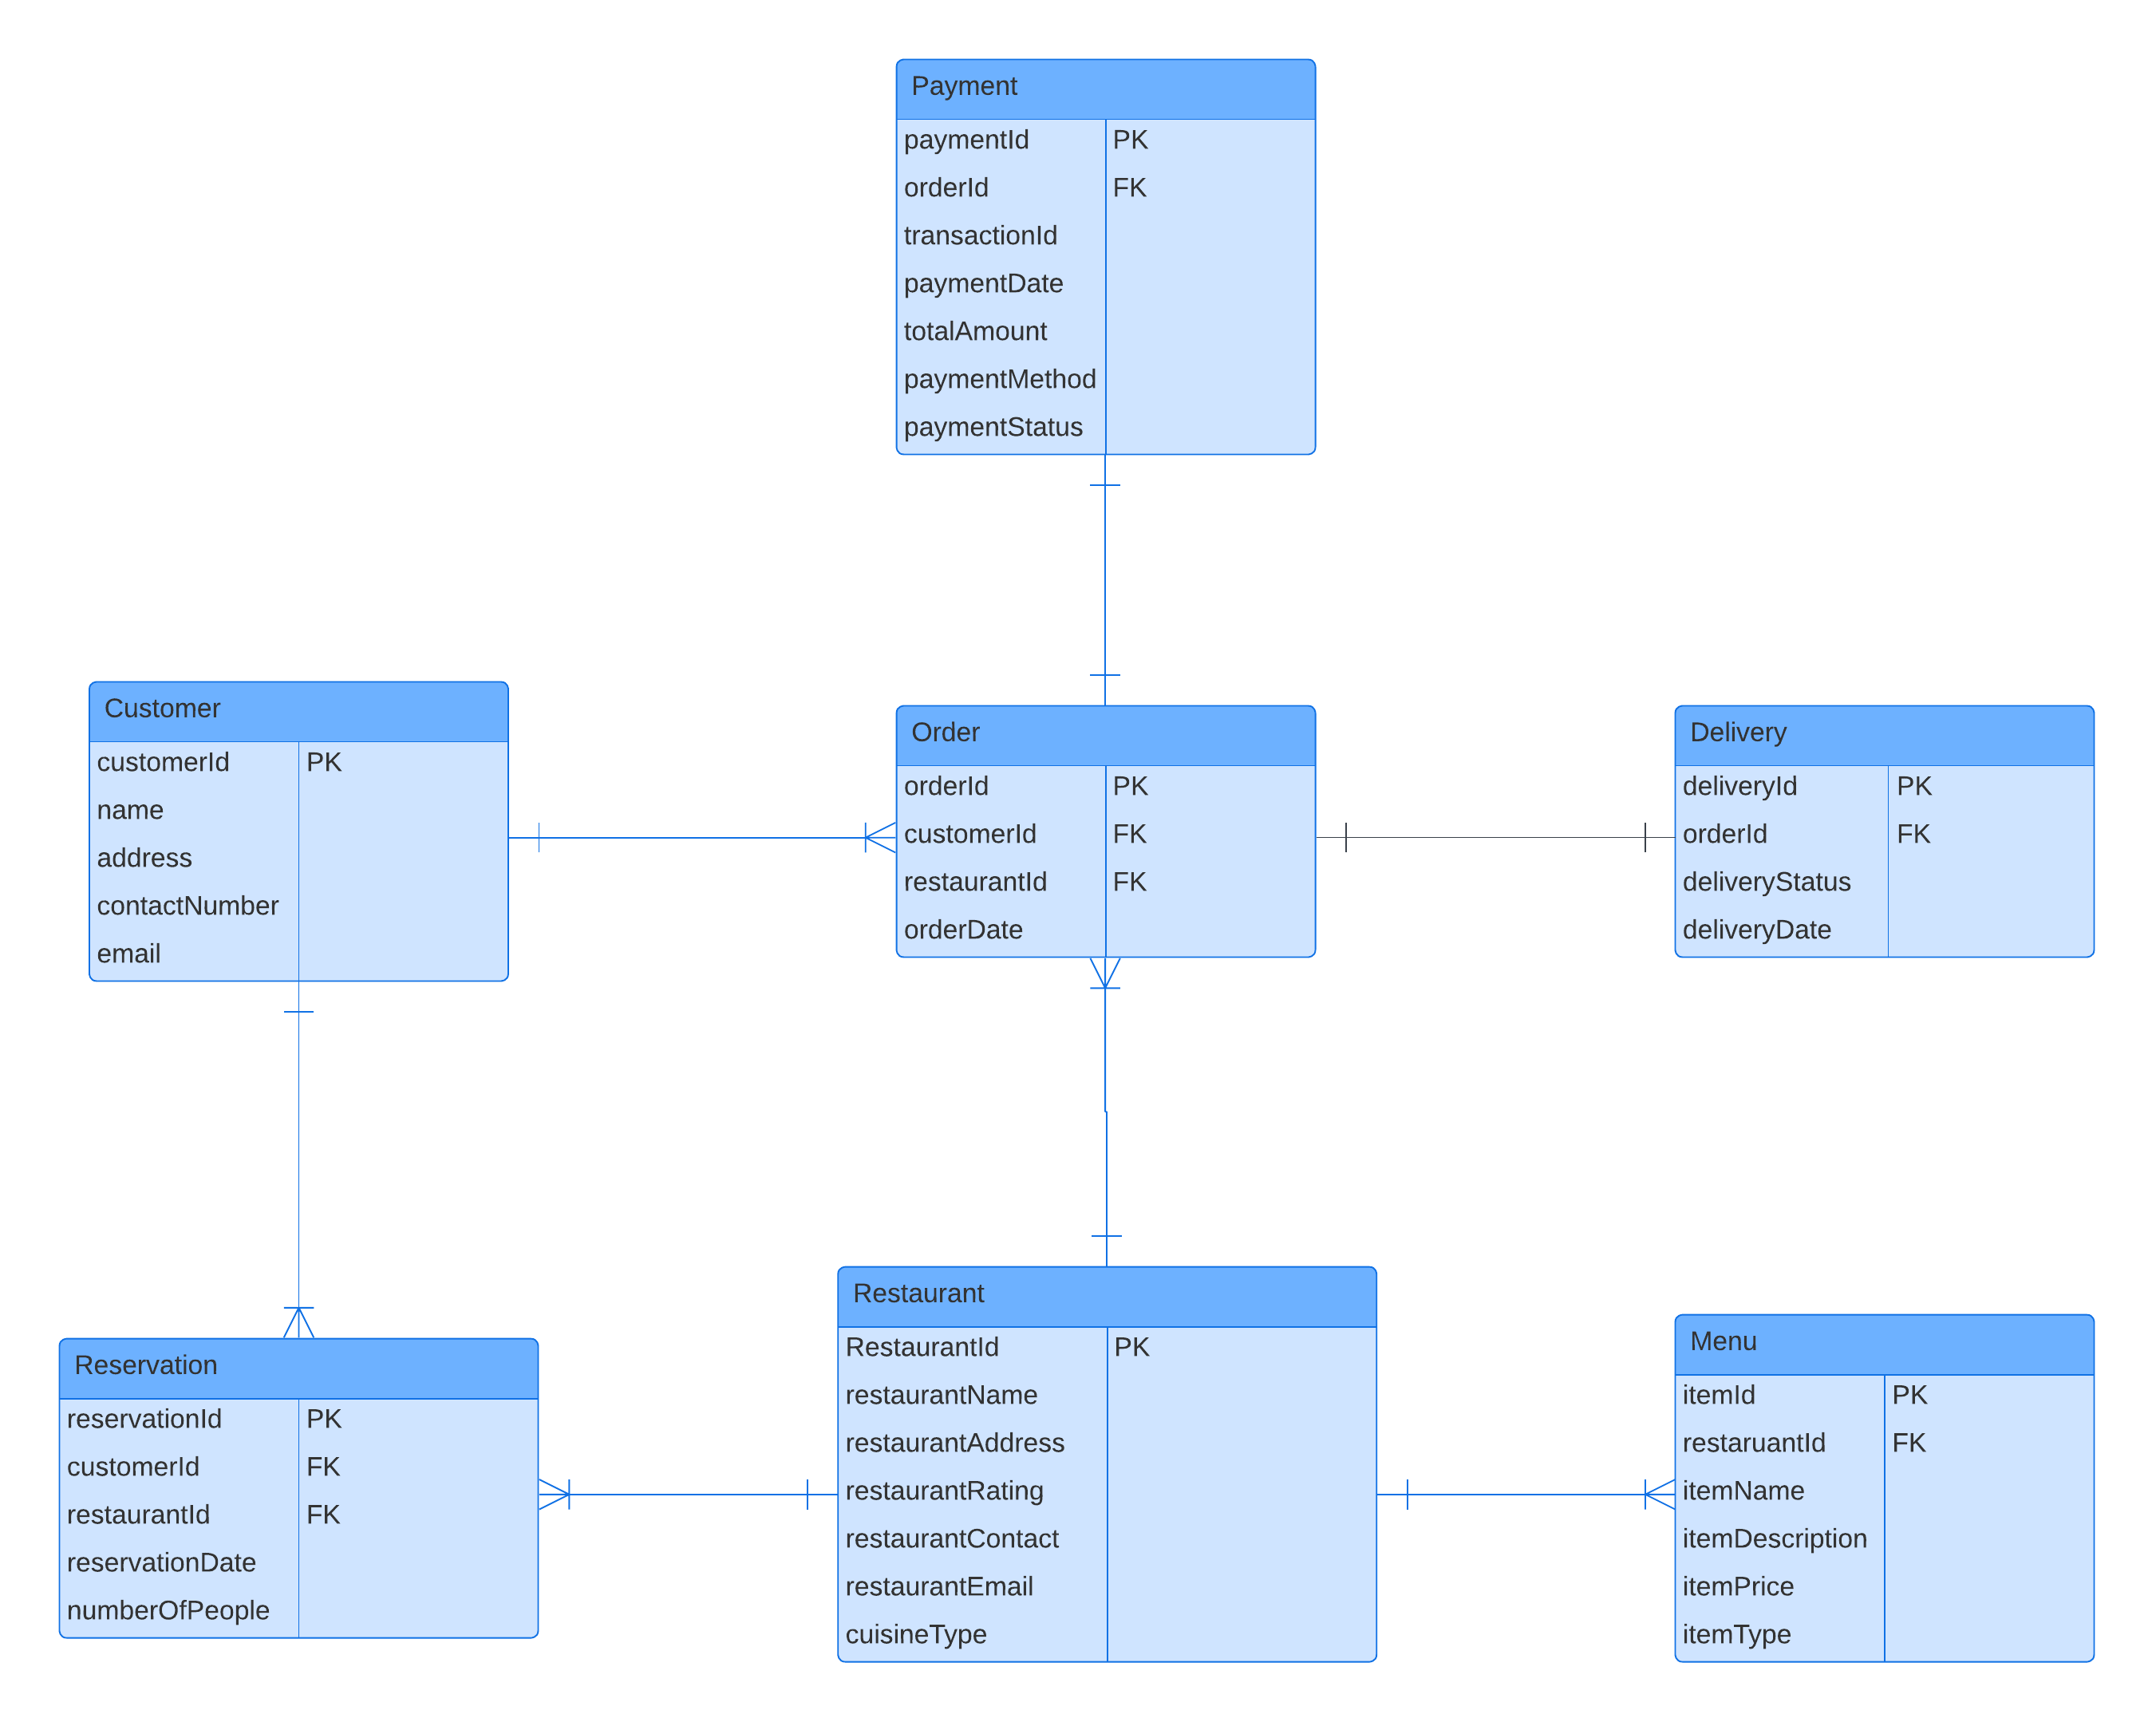 Payment
paymentId PK
orderId FK
transactionId
paymentDate
totalAmount
paymentMethod
paymentStatus
Customer
customerId PK
name
address
contactNumber
email
Order
orderId PK
customerId FK
restaurantId FK
orderDate
Delivery
deliveryId PK
orderId FK
deliveryStatus
deliveryDate
Reservation
reservationId PK
customerId FK
restaurantId FK
reservationDate
numberOfPeople
Restaurant
RestaurantId PK
restaurantName
restaurantAddress
restaurantRating
restaurantContact
restaurantEmail
cuisineType
Menu
itemId PK
restaruantId FK
itemName
itemDescription
itemPrice
itemType